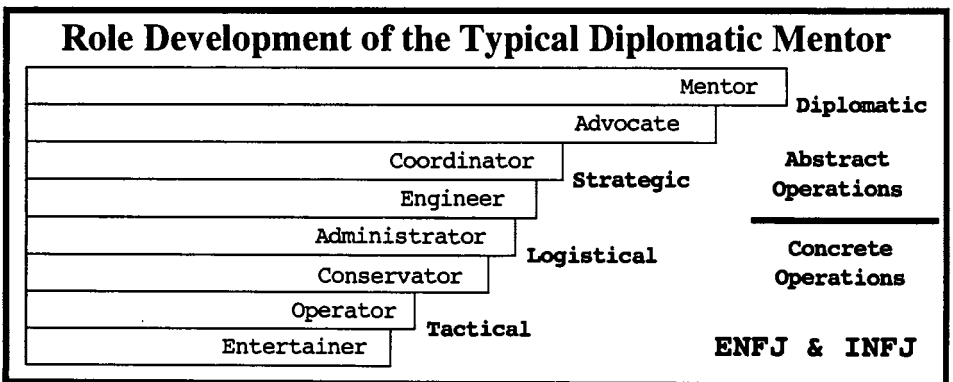 Role Development of the Typical Diplomatic Mentor
Mentor
Diplomatic
Advocate
Coordinator
Abstract
Operations
Strategic
Engineer
Administrator
Logistical
Concrete
Operations
Conservator
Operator
Tactical
Entertainer
ENFJ & INFJ